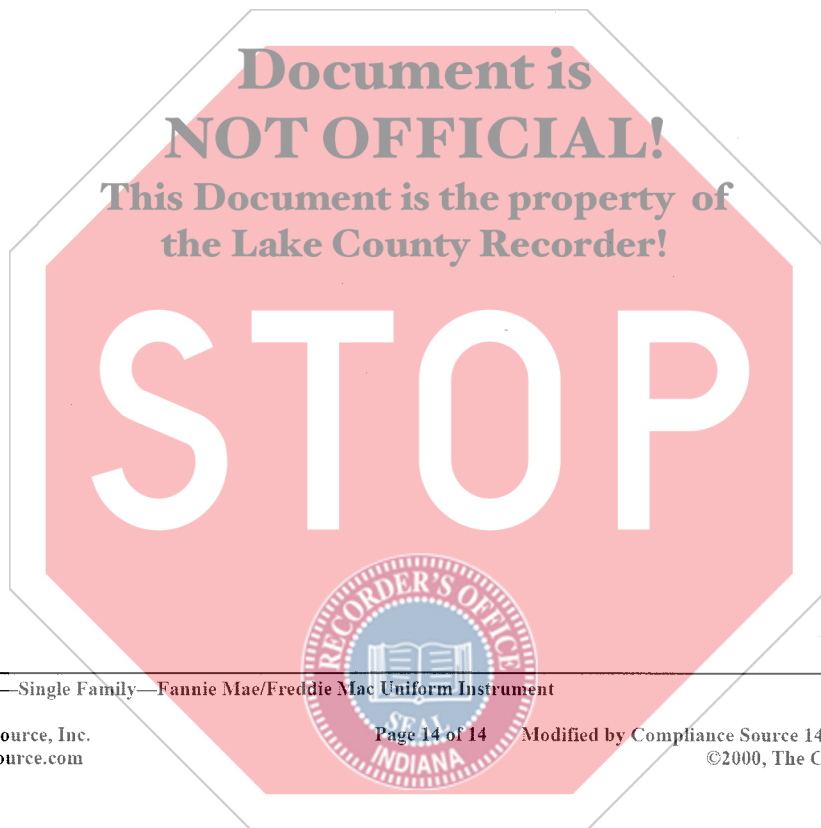 Document is
NOT OFFICIAL!
This Document is the property of
the Lake County Recorder!
STOP
RECORDER'S OFFICE
—Single Family—Fannie Mae/Freddie Mac Uniform Instrument
SEAL
ource, Inc. Page 14 of 14 Modified by Compliance Source 14
INDIANA
ource.com ©2000, The C